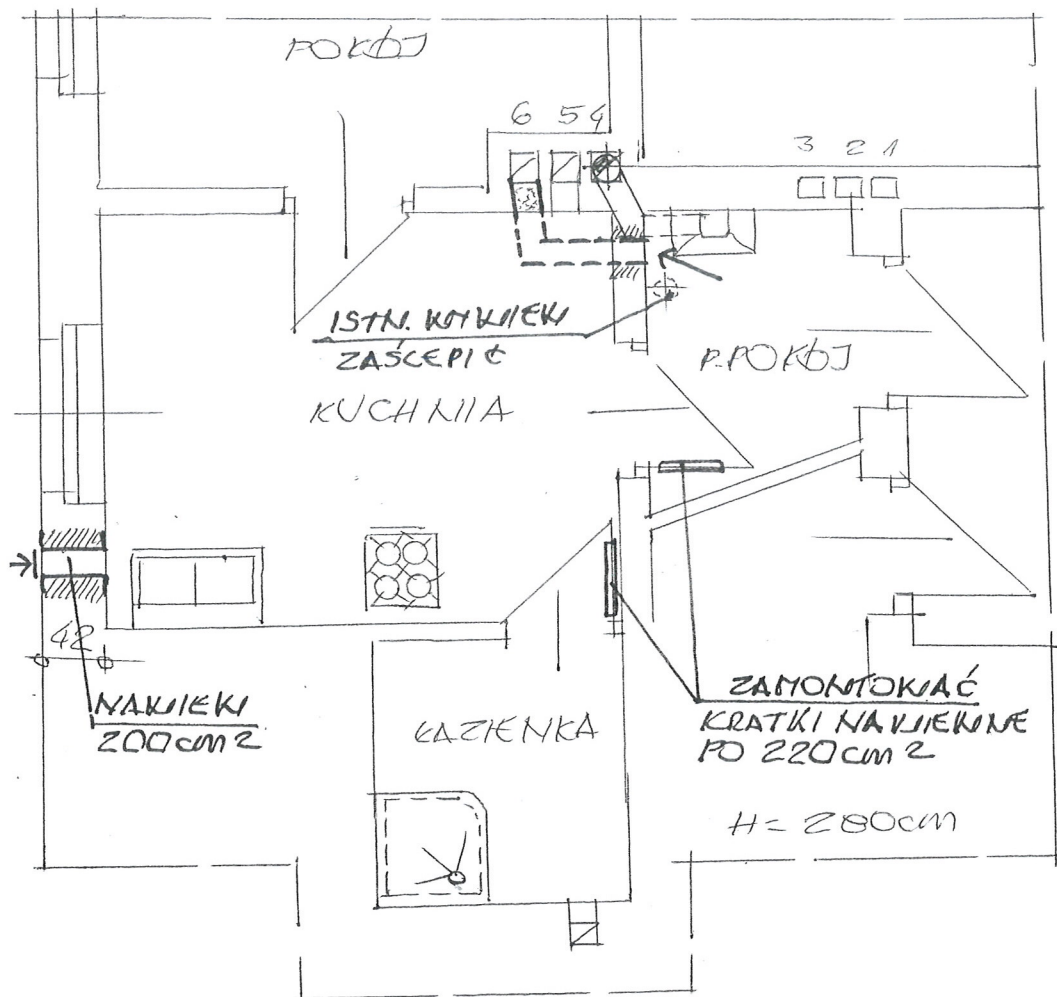 POKÓJ
6 5 4
3 2 1
ISTN. WYWIEW
ZAŚLEPIĆ
P.POKÓJ
KUCHNIA
42
NAWIEW
200cm2
ŁAZIENKA
ZAMONTOWAĆ
KRATKI NAWIEWNE
PO 220cm2
H=280cm